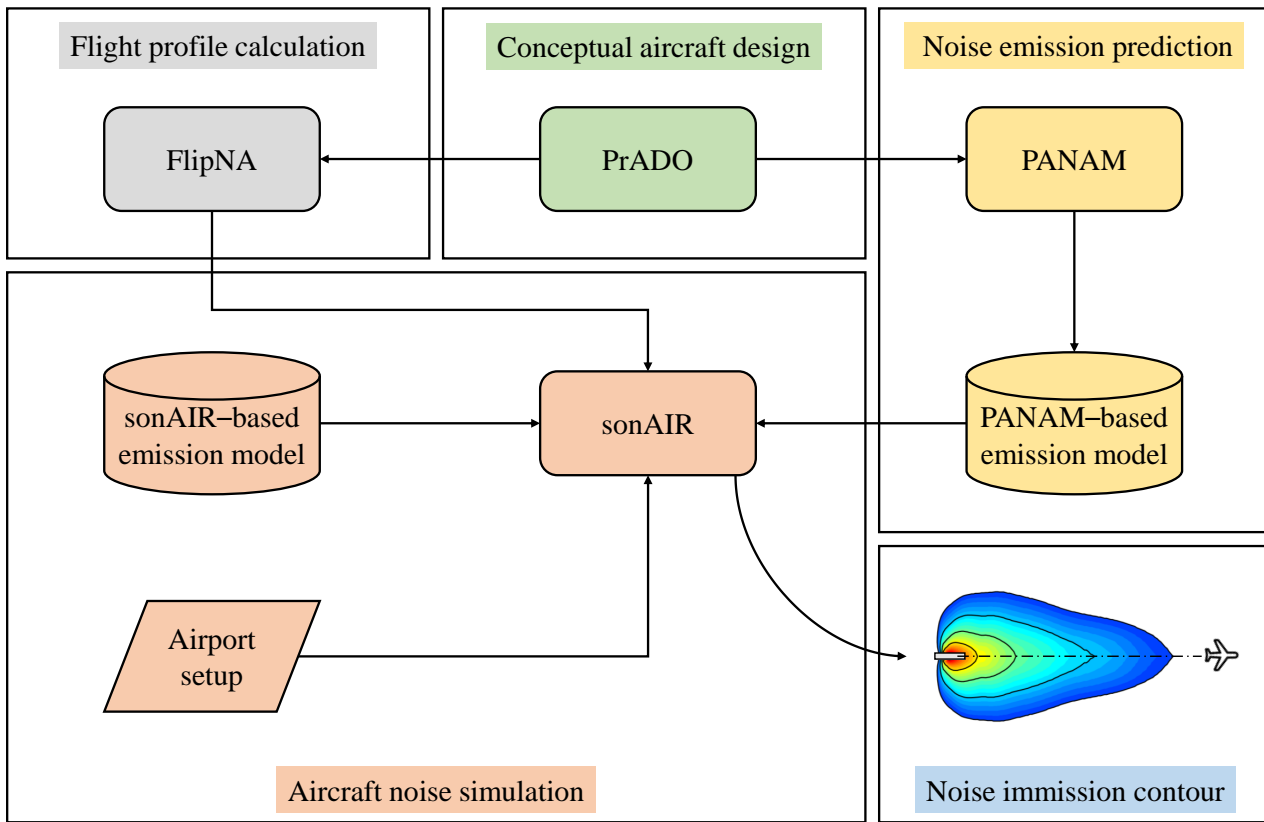 Flight profile calculation
Conceptual aircraft design
Noise emission prediction
FlipNA
PrADO
PANAM
sonAIR–based
emission model
sonAIR
PANAM–based
emission model
Airport
setup
Aircraft noise simulation
Noise immission contour